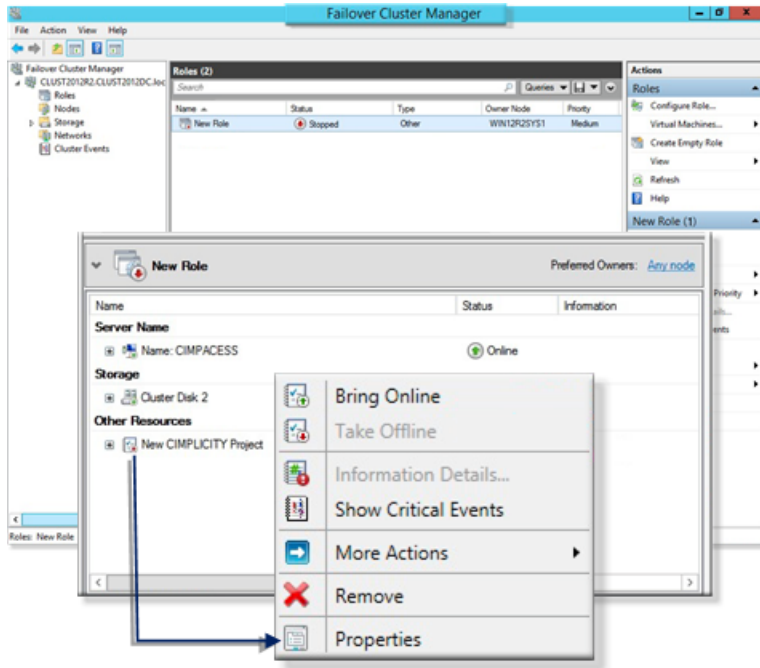 Failover Cluster Manager
File Action View Help
Failover Cluster Manager
CLUST2012R2.CLUST2012DC.loc
Roles
Nodes
Storage
Networks
Cluster Events
Roles (2)
Search
Queries
Name Status Type Owner Node Priority
New Role Stopped Other WIN12R2SYS1 Medium
Actions
Roles
Configure Role...
Virtual Machines...
Create Empty Role
View
Refresh
Help
New Role (1)
Priority
ails...
ents
Roles: New Role
New Role Preferred Owners: Any node
Name Status Information
Server Name
Name: CIMPACESS Online
Storage
Cluster Disk 2
Other Resources
New CIMPLICITY Project
Bring Online
Take Offline
Information Details...
Show Critical Events
More Actions
Remove
Properties